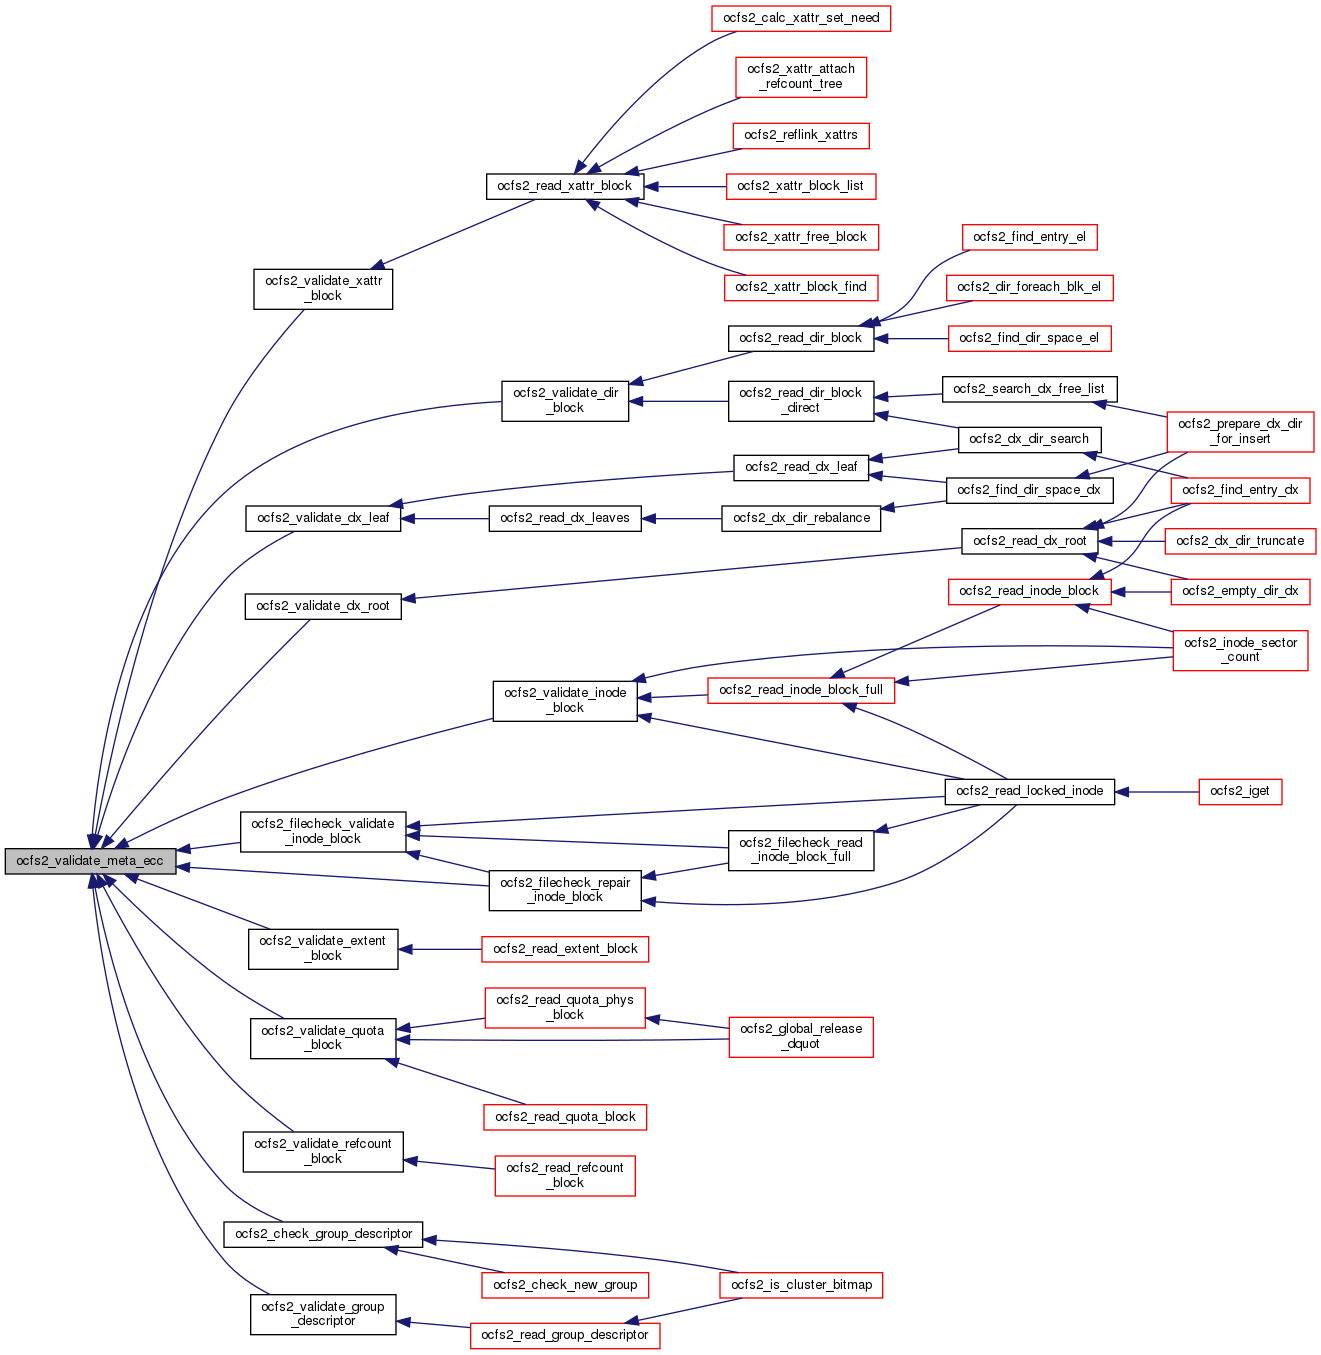 ocfs2_calc_xattr_set_need
ocfs2_xattr_attach
_refcount_tree
ocfs2_reflink_xattrs
ocfs2_read_xattr_block
ocfs2_xattr_block_list
ocfs2_xattr_free_block
ocfs2_find_entry_el
ocfs2_validate_xattr
_block
ocfs2_xattr_block_find
ocfs2_dir_foreach_blk_el
ocfs2_read_dir_block
ocfs2_find_dir_space_el
ocfs2_validate_dir
_block
ocfs2_read_dir_block
_direct
ocfs2_search_dx_free_list
ocfs2_prepare_dx_dir
_for_insert
ocfs2_dx_dir_search
ocfs2_read_dx_leaf
ocfs2_find_dir_space_dx
ocfs2_find_entry_dx
ocfs2_validate_dx_leaf
ocfs2_read_dx_leaves
ocfs2_dx_dir_rebalance
ocfs2_read_dx_root
ocfs2_dx_dir_truncate
ocfs2_validate_dx_root
ocfs2_read_inode_block
ocfs2_empty_dir_dx
ocfs2_inode_sector
_count
ocfs2_validate_inode
_block
ocfs2_read_inode_block_full
ocfs2_read_locked_inode
ocfs2_iget
ocfs2_filecheck_validate
_inode_block
ocfs2_filecheck_read
_inode_block_full
ocfs2_validate_meta_ecc
ocfs2_filecheck_repair
_inode_block
ocfs2_validate_extent
_block
ocfs2_read_extent_block
ocfs2_read_quota_phys
_block
ocfs2_validate_quota
_block
ocfs2_global_release
_dquot
ocfs2_read_quota_block
ocfs2_validate_refcount
_block
ocfs2_read_refcount
_block
ocfs2_check_group_descriptor
ocfs2_check_new_group
ocfs2_is_cluster_bitmap
ocfs2_validate_group
_descriptor
ocfs2_read_group_descriptor